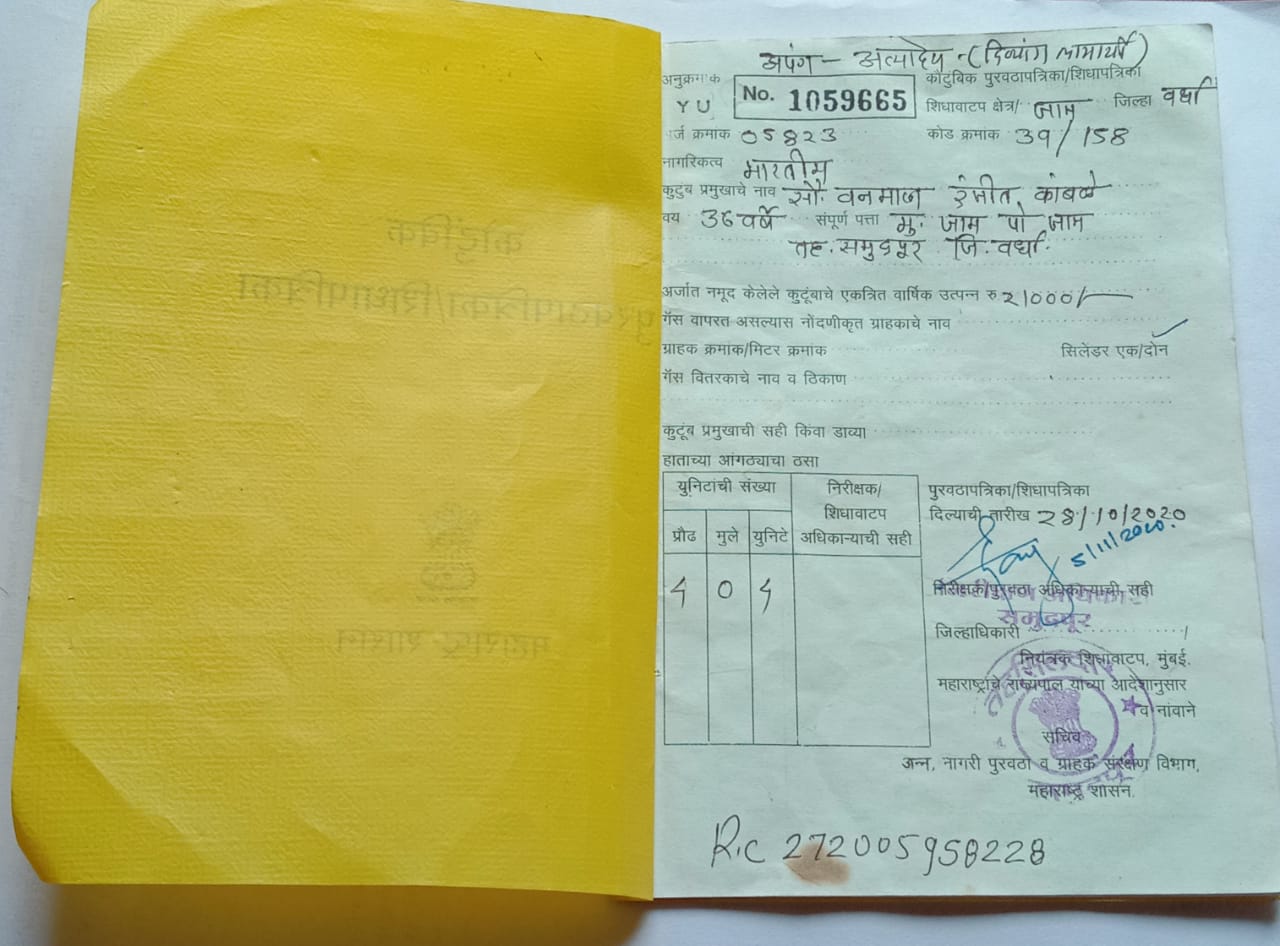 अपंग - अंत्योदय - (दिव्यांग लाभार्थी)
अनुक्रमांक
कौटुंबिक पुरवठापत्रिका/शिधापत्रिका
YU No. 1059665
शिधावाटप क्षेत्र/ जाम जिल्हा वर्धा
अर्ज क्रमांक 05823 कोड क्रमांक 39/158
नागरिकत्व भारतीय
कुटुंब प्रमुखाचे नाव सौ. वनमाला रंजीत कांबळे
वय 36 वर्षे संपूर्ण पत्ता मु. जाम पो जाम
तह. समुद्रपूर जि. वर्धा.
अर्जात नमूद केलेले कुटूंबाचे एकत्रित वार्षिक उत्पन्न रु 21000/-
गॅस वापरत असल्यास नोंदणीकृत ग्राहकाचे नाव
ग्राहक क्रमांक/मिटर क्रमांक सिलेंडर एक/दोन
गॅस वितरकाचे नाव व ठिकाण
कुटूंब प्रमुखाची सही किंवा डाव्या
हाताच्या आंगठ्याचा ठसा
युनिटांची संख्या
निरीक्षक/
शिधावाटप
अधिकाऱ्याची सही
प्रौढ मुले युनिटे
4 0 4
पुरवठापत्रिका/शिधापत्रिका
दिल्याची तारीख 28/10/2020
5/11/2020.
निरीक्षक/पुरवठा अधिकाऱ्याची सही
समुद्रपूर
जिल्हाधिकारी
नियंत्रक शिधावाटप, मुंबई.
महाराष्ट्राचे राज्यपाल यांच्या आदेशानुसार
व नांवाने
सचिव
अन्न, नागरी पुरवठा व ग्राहक संरक्षण विभाग,
महाराष्ट्र शासन.
तहसिलदार
R.C 272005958228
कौटुंबिक
पुरवठापत्रिका/शिधापत्रिका
महाराष्ट्र शासन